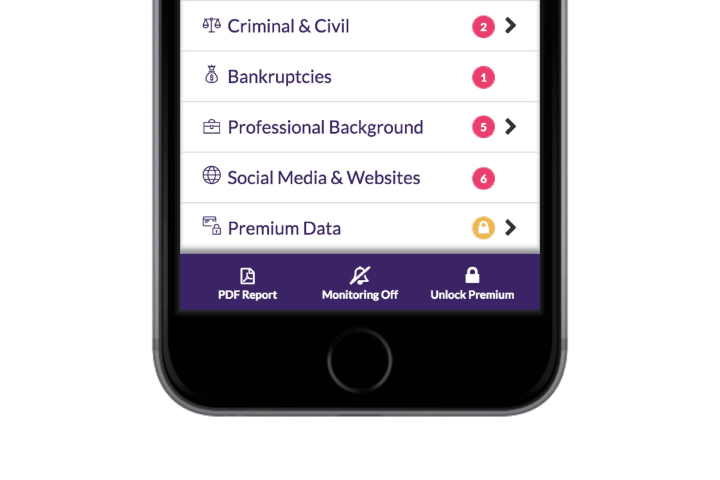 Criminal & Civil 2
Bankruptcies 1
Professional Background 5
Social Media & Websites 6
Premium Data
PDF Report Monitoring Off Unlock Premium